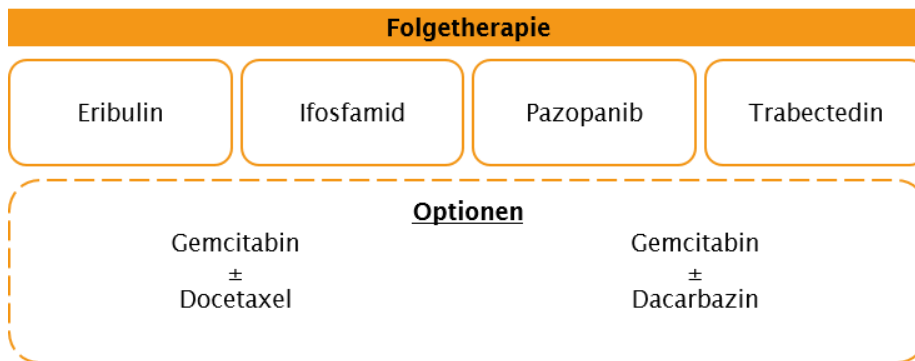 Folgetherapie
Eribulin
Ifosfamid
Pazopanib
Trabectedin
Optionen
Gemcitabin
±
Docetaxel
Gemcitabin
±
Dacarbazin